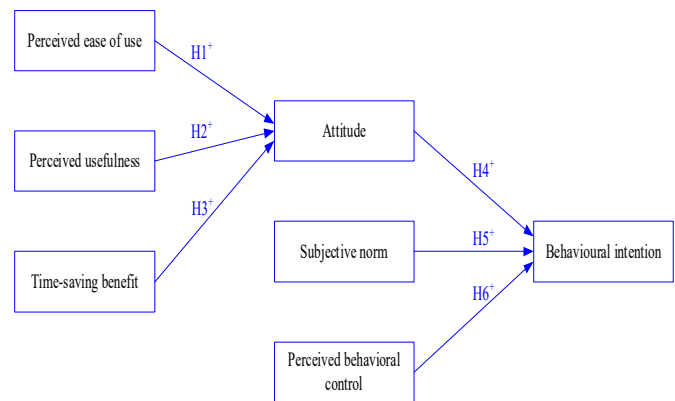 Perceived ease of use
H1+
Perceived usefulness
H2+
Time-saving benefit
H3+
Attitude
H4+
Subjective norm
H5+
Perceived behavioral
control
H6+
Behavioural intention